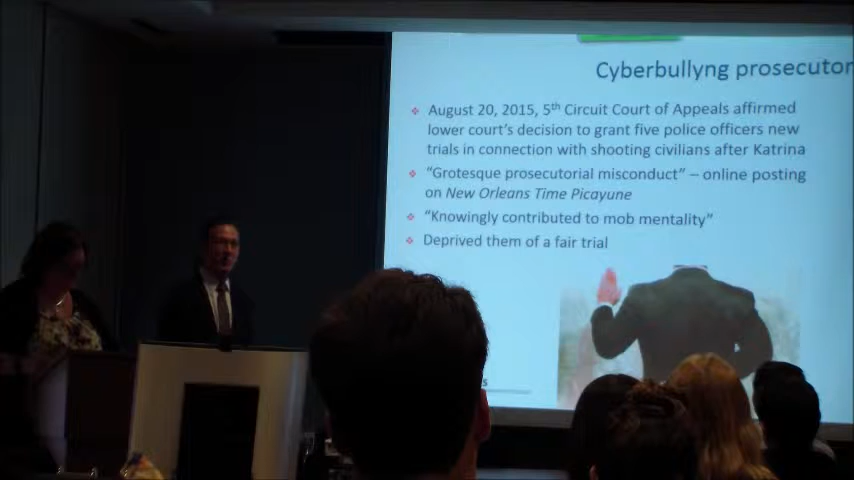 Cyberbullyng prosecutor
August 20, 2015, 5th Circuit Court of Appeals affirmed
lower court's decision to grant five police officers new
trials in connection with shooting civilians after Katrina
"Grotesque prosecutorial misconduct" – online posting
on New Orleans Time Picayune
"Knowingly contributed to mob mentality"
Deprived them of a fair trial